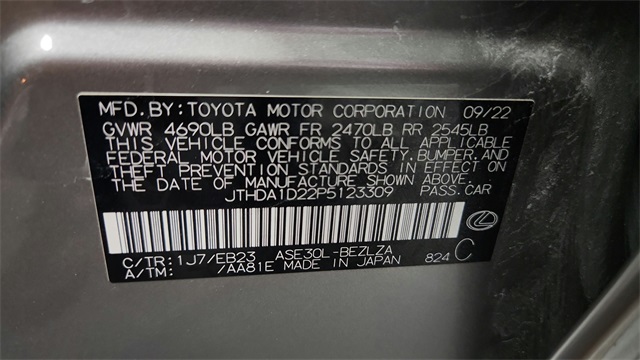 MFD. BY: TOYOTA MOTOR CORPORATION 09/22
GVWR 4690LB GAWR FR 2470LB RR 2545LB
THIS VEHICLE CONFORMS TO ALL APPLICABLE
FEDERAL MOTOR VEHICLE SAFETY, BUMPER, AND
THEFT PREVENTION STANDARDS IN EFFECT ON
THE DATE OF MANUFACTURE SHOWN ABOVE.
JTHDA1D22P5123309 PASS. CAR
C/TR: 1J7/EB23 ASE30L-BEZLZA
A/TM: /AA81E MADE IN JAPAN 824 C